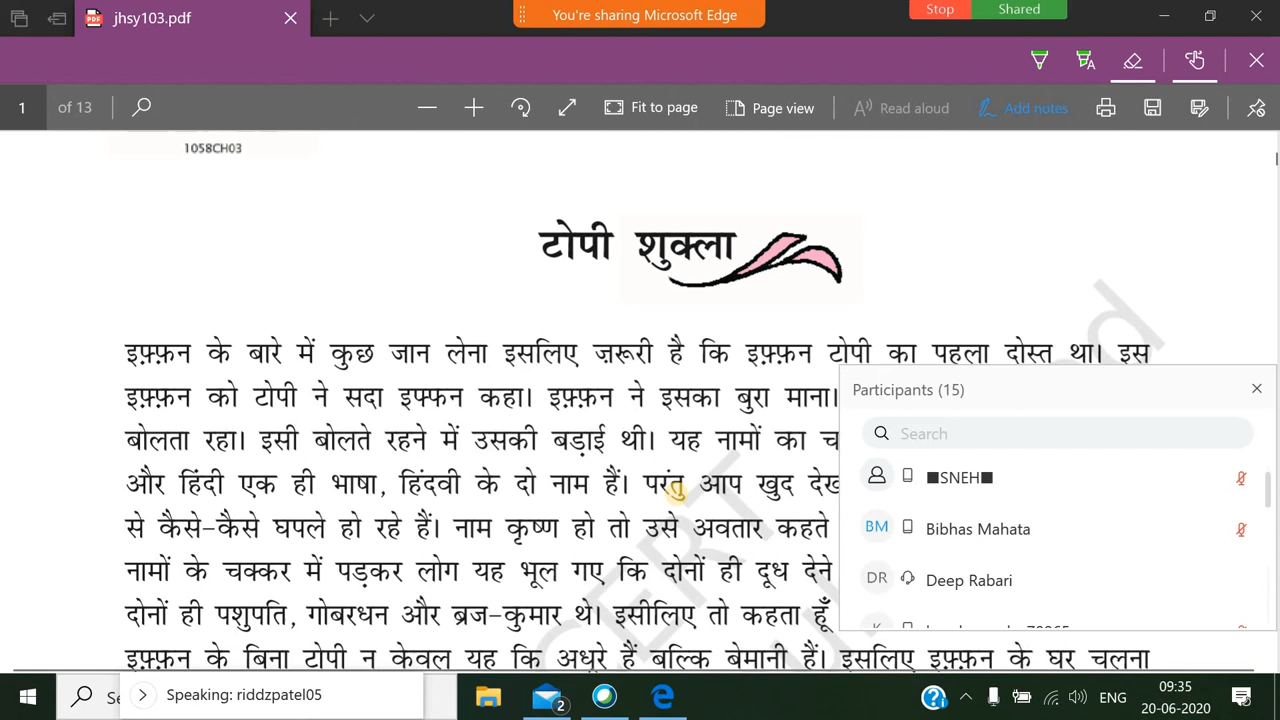 jhsy103.pdf
You're sharing Microsoft Edge
Stop
Shared
1 of 13
Fit to page
Page view
Read aloud
Add notes
1058CH03
टोपी शुक्ला
इफ़्फ़न के बारे में कुछ जान लेना इसलिए ज़रूरी है कि इफ़्फ़न टोपी का पहला दोस्त था। इस
इफ़्फ़न को टोपी ने सदा इफ्फन कहा। इफ़्फ़न ने इसका बुरा माना।
बोलता रहा। इसी बोलते रहने में उसकी बड़ाई थी। यह नामों का
और हिंदी एक ही भाषा, हिंदवी के दो नाम हैं। परंतु आप खुद
से कैसे-कैसे घपले हो रहे हैं। नाम कृष्ण हो तो उसे अवतार कहते
नामों के चक्कर में पड़कर लोग यह भूल गए कि दोनों ही दूध देने
दोनों ही पशुपति, गोबरधन और ब्रज-कुमार थे। इसीलिए तो कहता हूँ
इफ़्फ़न के बिना टोपी न केवल यह कि अधूरे हैं बल्कि बेमानी हैं। इसलिए इफ़्फ़न के घर चलना
Participants (15)
Search
■SNEH■
BM Bibhas Mahata
DR Deep Rabari
Speaking: riddzpatel05
2
ENG
09:35
20-06-2020